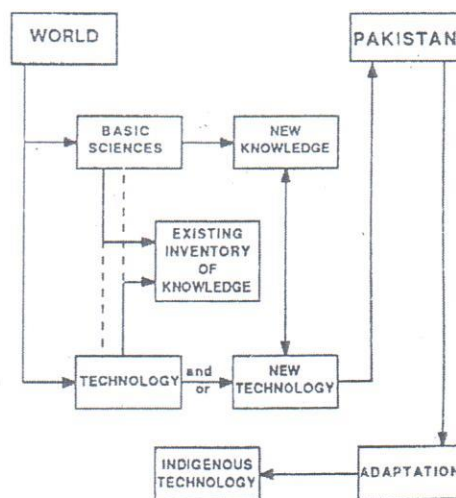 WORLD
PAKISTAN
BASIC
SCIENCES
NEW
KNOWLEDGE
EXISTING
INVENTORY
OF
KNOWLEDGE
TECHNOLOGY
and
or
NEW
TECHNOLOGY
INDIGENOUS
TECHNOLOGY
ADAPTATION